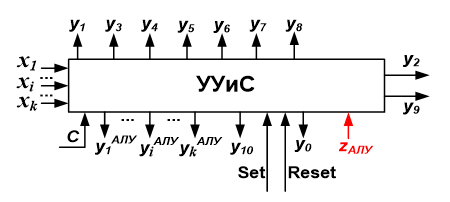 y1 y3 y4 y5 y6 y7 y8
x1 ... xi ... xk
УУиС
y2
y9
C
y1АЛУ ... yiАЛУ ... ykАЛУ y10 y0 zАЛУ
Set Reset